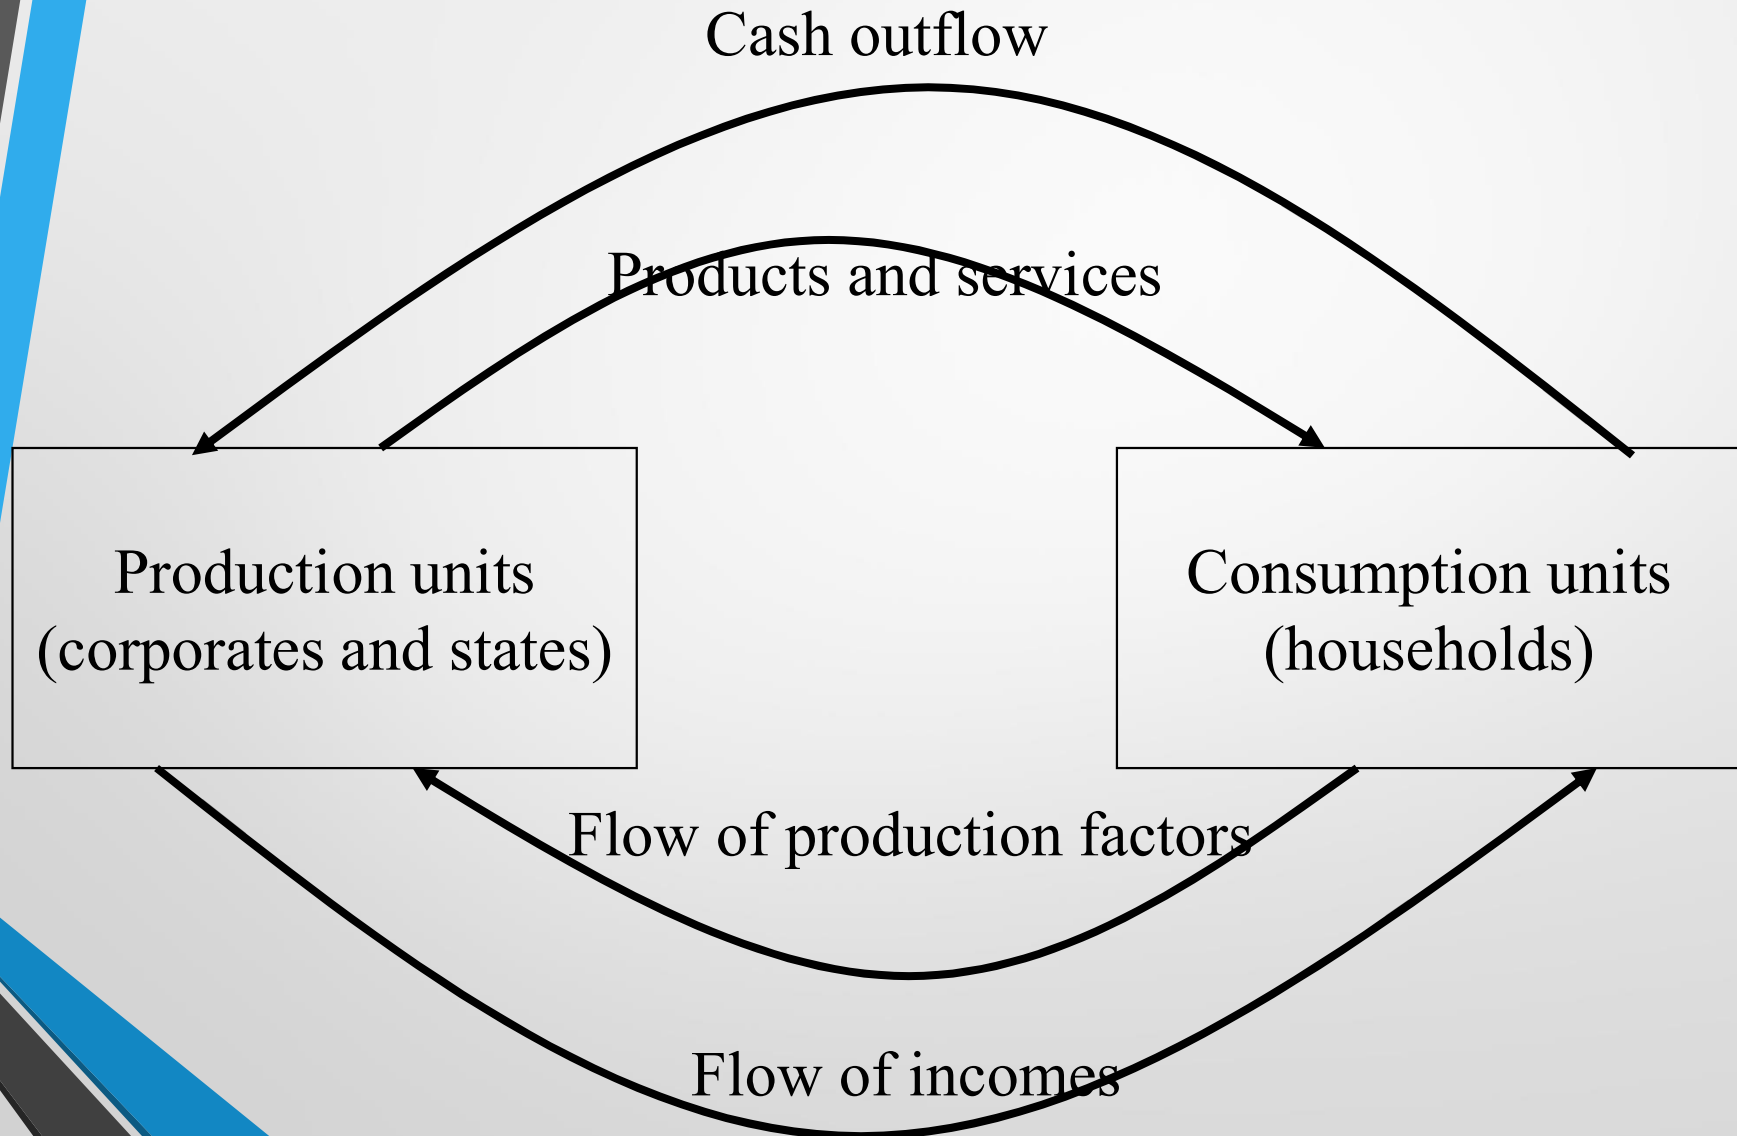 Cash outflow
Products and services
Production units
(corporates and states)
Consumption units
(households)
Flow of production factors
Flow of incomes